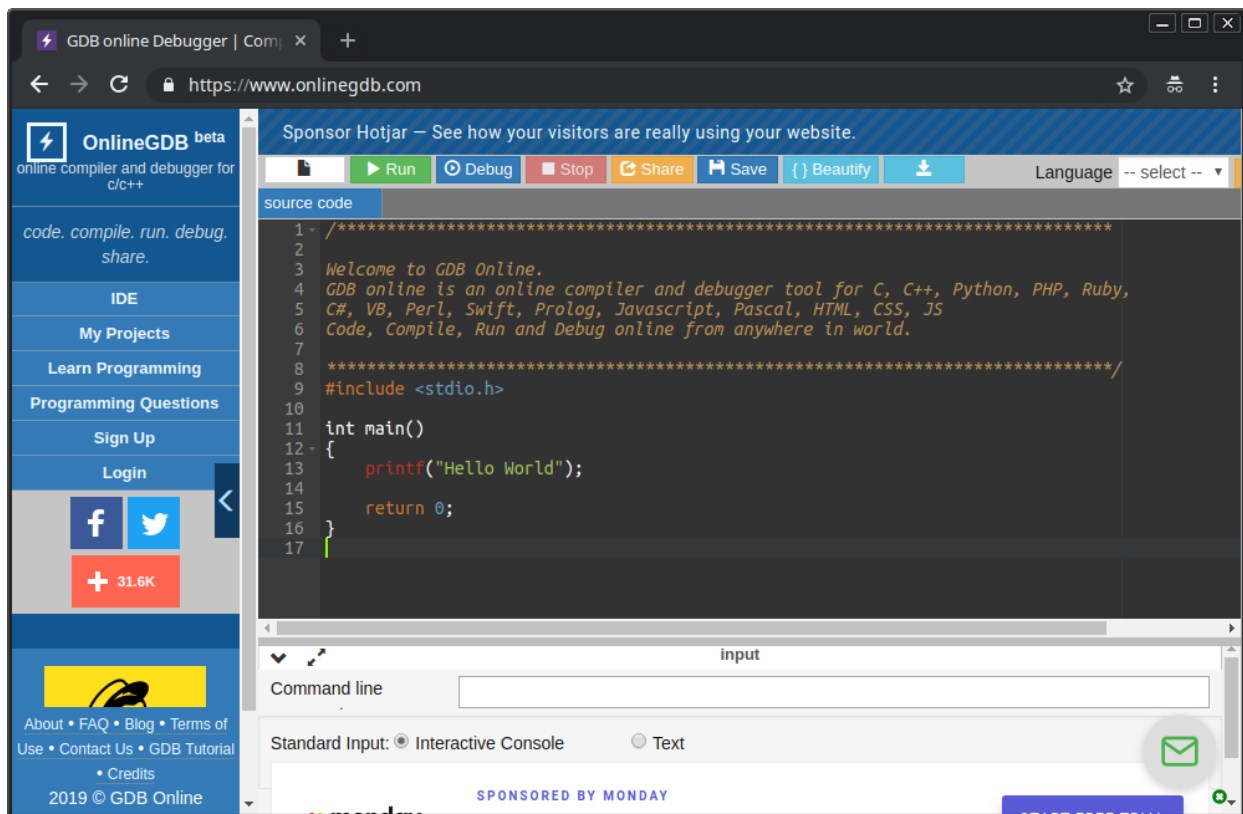 GDB online Debugger | Com
https://www.onlinegdb.com
OnlineGDB beta
online compiler and debugger for
c/c++
code. compile. run. debug.
share.
IDE
My Projects
Learn Programming
Programming Questions
Sign Up
Login
31.6K
About • FAQ • Blog • Terms of
Use • Contact Us • GDB Tutorial
• Credits
2019 © GDB Online
Sponsor Hotjar — See how your visitors are really using your website.
Run Debug Stop Share Save { } Beautify Language -- select --
source code
1 /******************************************************************************
2
3 Welcome to GDB Online.
4 GDB online is an online compiler and debugger tool for C, C++, Python, PHP, Ruby,
5 C#, VB, Perl, Swift, Prolog, Javascript, Pascal, HTML, CSS, JS
6 Code, Compile, Run and Debug online from anywhere in world.
7
8 *******************************************************************************/
9 #include <stdio.h>
10
11 int main()
12 {
13 printf("Hello World");
14
15 return 0;
16 }
17
input
Command line
Standard Input: Interactive Console Text
SPONSORED BY MONDAY
monday
START FREE TRIAL